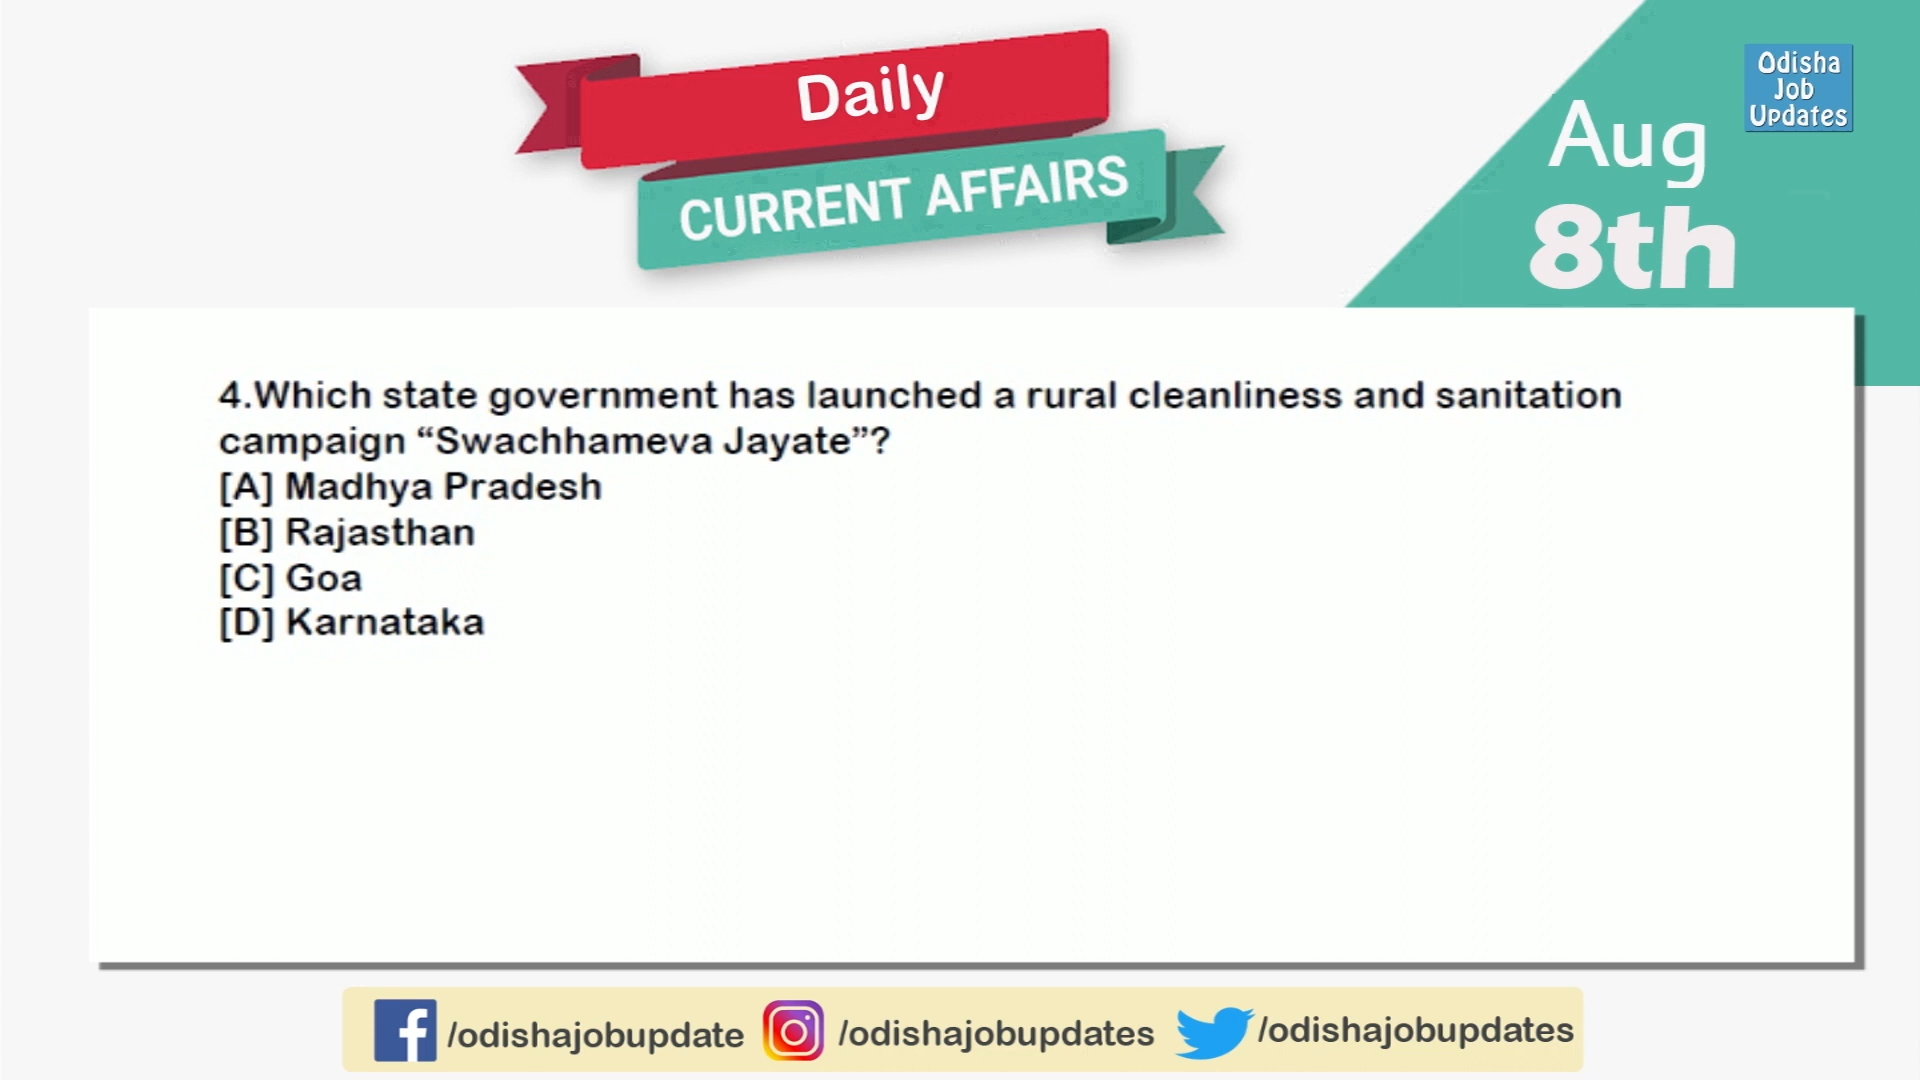 Daily
CURRENT AFFAIRS
Odisha
Job
Updates
Aug
8th
4.Which state government has launched a rural cleanliness and sanitation
campaign “Swachhameva Jayate”?
[A] Madhya Pradesh
[B] Rajasthan
[C] Goa
[D] Karnataka
/odishajobupdate /odishajobupdates /odishajobupdates